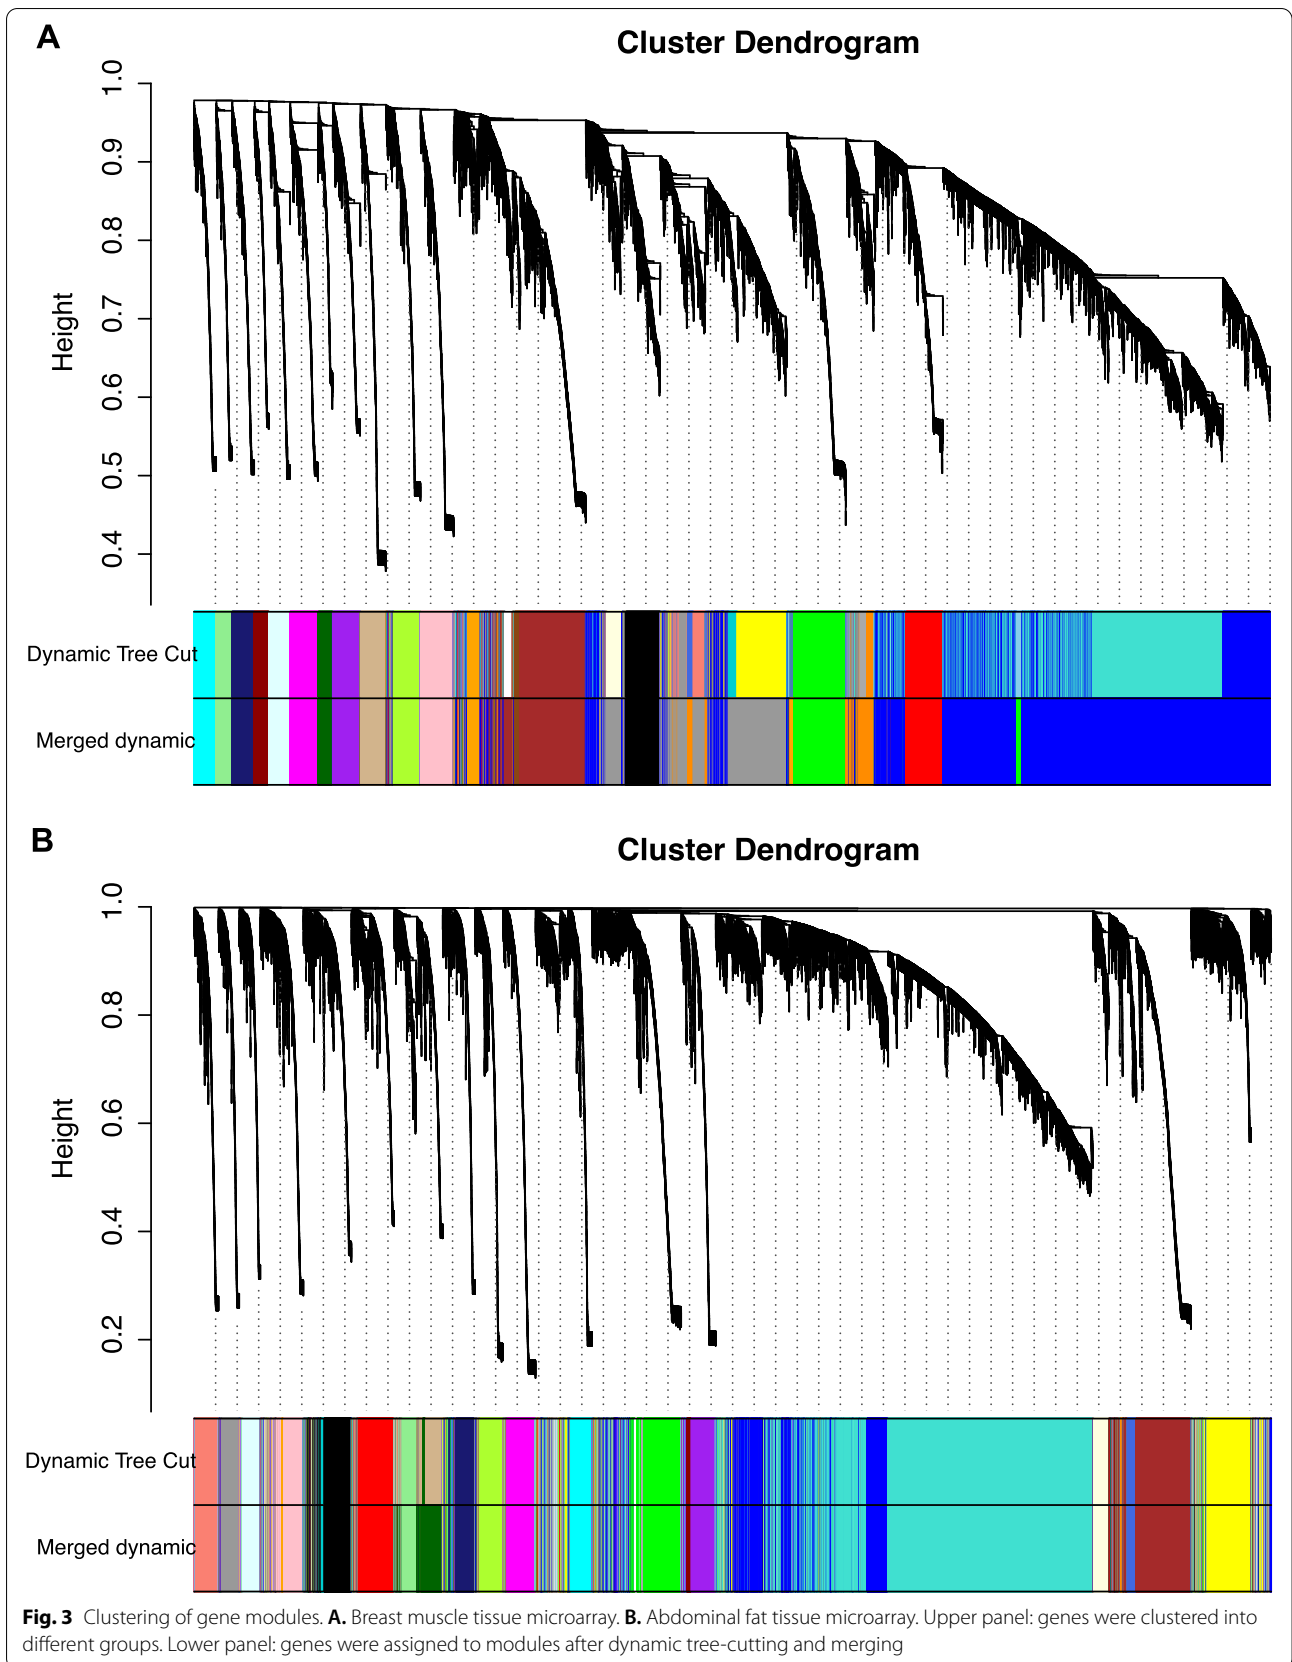 A
Cluster Dendrogram
1.0
0.9
0.8
0.7
0.6
0.5
0.4
Height
Dynamic Tree Cut
Merged dynamic
B
Cluster Dendrogram
1.0
0.8
0.6
0.4
0.2
Height
Dynamic Tree Cut
Merged dynamic
Fig. 3 Clustering of gene modules. A. Breast muscle tissue microarray. B. Abdominal fat tissue microarray. Upper panel: genes were clustered into
different groups. Lower panel: genes were assigned to modules after dynamic tree-cutting and merging